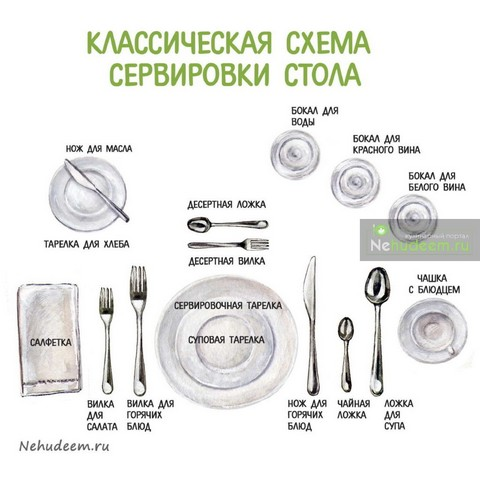 КЛАССИЧЕСКАЯ СХЕМА
СЕРВИРОВКИ СТОЛА
БОКАЛ ДЛЯ
ВОДЫ
БОКАЛ ДЛЯ
КРАСНОГО ВИНА
БОКАЛ ДЛЯ
БЕЛОГО ВИНА
НОЖ ДЛЯ МАСЛА
ТАРЕЛКА ДЛЯ ХЛЕБА
ДЕСЕРТНАЯ ЛОЖКА
ДЕСЕРТНАЯ ВИЛКА
Nehudeem.ru
ЧАШКА
С БЛЮДЦЕМ
СЕРВИРОВОЧНАЯ ТАРЕЛКА
СУПОВАЯ ТАРЕЛКА
САЛФЕТКА
ВИЛКА
ДЛЯ
САЛАТА
ВИЛКА ДЛЯ
ГОРЯЧИХ
БЛЮД
НОЖ ДЛЯ
ГОРЯЧИХ
БЛЮД
ЧАЙНАЯ
ЛОЖКА
ЛОЖКА
ДЛЯ
СУПА
Nehudeem.ru